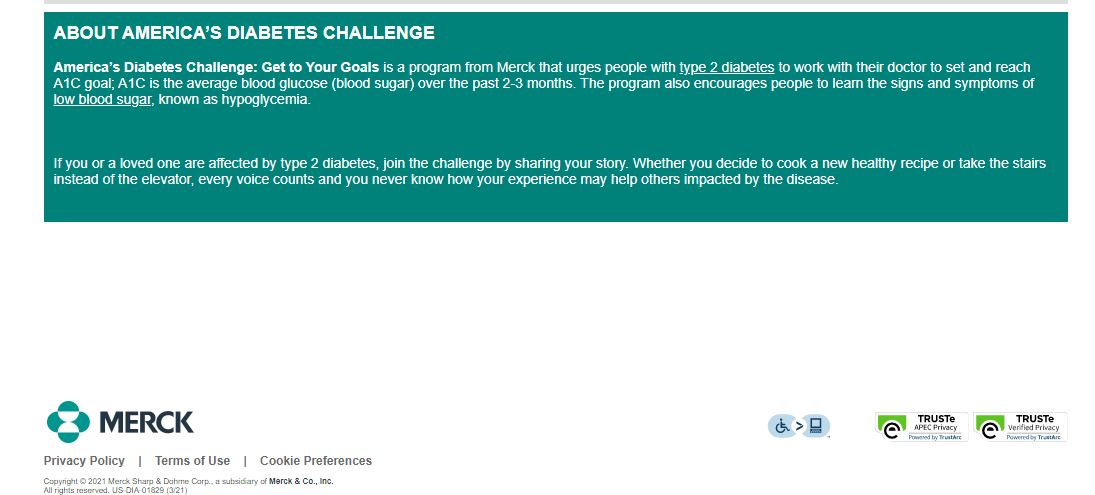 ABOUT AMERICA’S DIABETES CHALLENGE
America’s Diabetes Challenge: Get to Your Goals is a program from Merck that urges people with type 2 diabetes to work with their doctor to set and reach
A1C goal; A1C is the average blood glucose (blood sugar) over the past 2-3 months. The program also encourages people to learn the signs and symptoms of
low blood sugar, known as hypoglycemia.
If you or a loved one are affected by type 2 diabetes, join the challenge by sharing your story. Whether you decide to cook a new healthy recipe or take the stairs
instead of the elevator, every voice counts and you never know how your experience may help others impacted by the disease.
MERCK
TRUSTe
APEC Privacy
Powered by TrustArc
TRUSTe
Verified Privacy
Powered by TrustArc
Privacy Policy | Terms of Use | Cookie Preferences
Copyright © 2021 Merck Sharp & Dohme Corp., a subsidiary of Merck & Co., Inc.
All rights reserved. US-DIA-01829 (3/21)